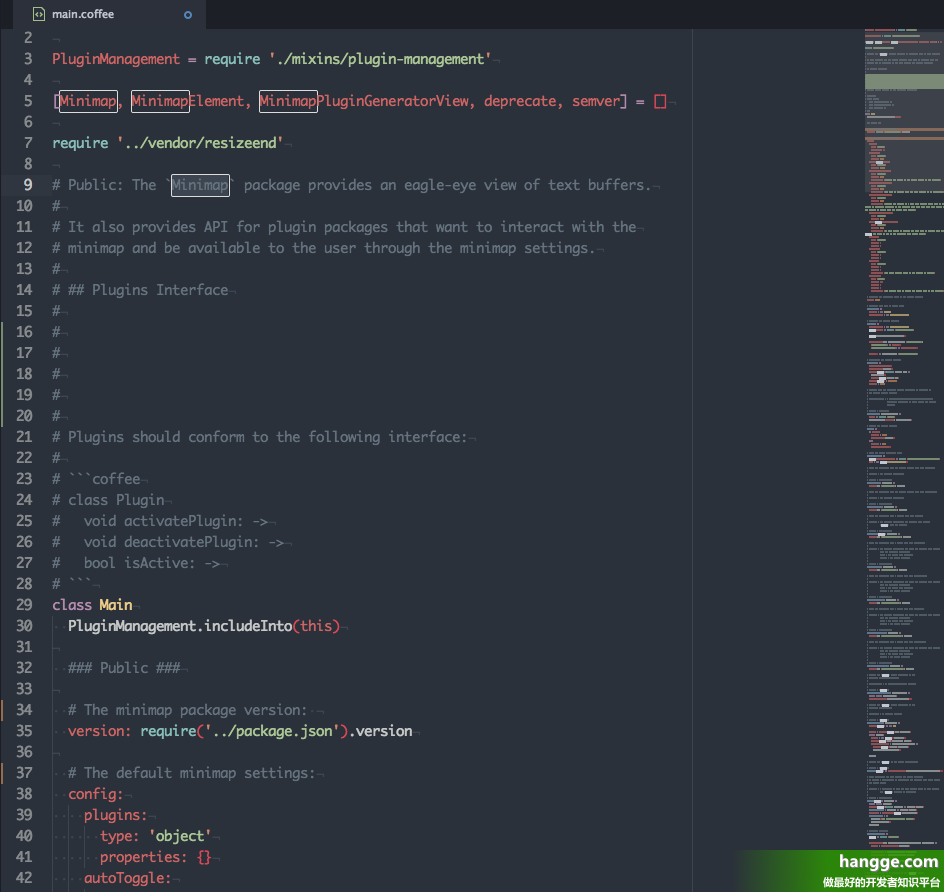 main.coffee
2
3 PluginManagement = require './mixins/plugin-management'
4
5 [Minimap, MinimapElement, MinimapPluginGeneratorView, deprecate, semver] = []
6
7 require '../vendor/resizeend'
8
9 # Public: The `Minimap` package provides an eagle-eye view of text buffers.
10 #
11 # It also provides API for plugin packages that want to interact with the
12 # minimap and be available to the user through the minimap settings.
13 #
14 # ## Plugins Interface
15 #
16 #
17 #
18 #
19 #
20 #
21 # Plugins should conform to the following interface:
22 #
23 # ```coffee
24 # class Plugin
25 #   void activatePlugin: ->
26 #   void deactivatePlugin: ->
27 #   bool isActive: ->
28 # ```
29 class Main
30   PluginManagement.includeInto(this)
31
32   ### Public ###
33
34   # The minimap package version:
35   version: require('../package.json').version
36
37   # The default minimap settings:
38   config:
39     plugins:
40       type: 'object'
41       properties: {}
42     autoToggle:
hangge.com
做最好的开发者知识平台